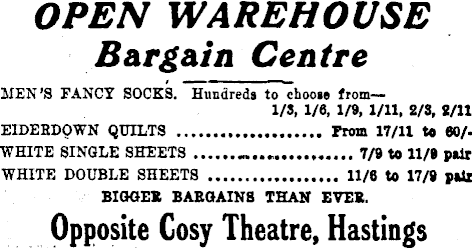 OPEN WAREHOUSE
Bargain Centre
MEN'S FANCY SOCKS. Hundreds to choose from—
1/3, 1/6, 1/9, 1/11, 2/3, 2/11
EIDERDOWN QUILTS .................. From 17/11 to 60/-
WHITE SINGLE SHEETS .................. 7/9 to 11/9 pair
WHITE DOUBLE SHEETS .................. 11/6 to 17/9 pair
BIGGER BARGAINS THAN EVER.
Opposite Cosy Theatre, Hastings